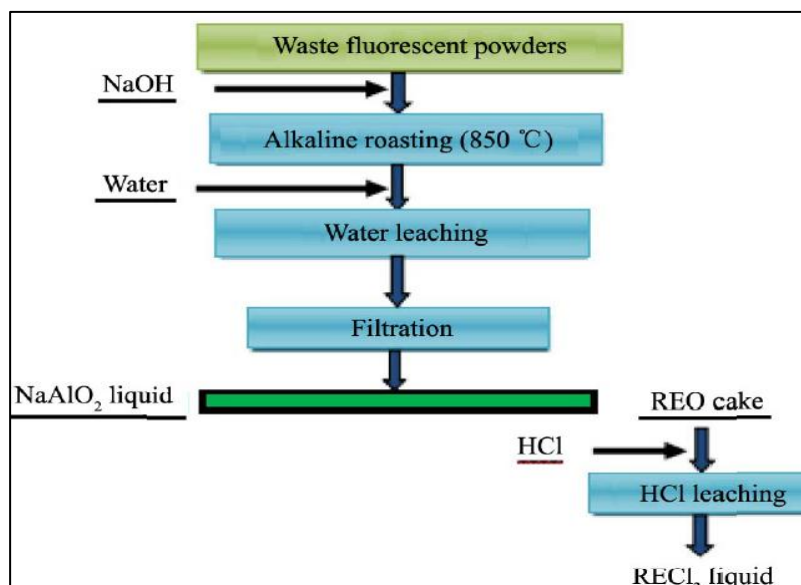 Waste fluorescent powders
NaOH
Alkaline roasting (850 ℃)
Water
Water leaching
Filtration
NaAlO₂ liquid
REO cake
HCl
HCl leaching
liquid